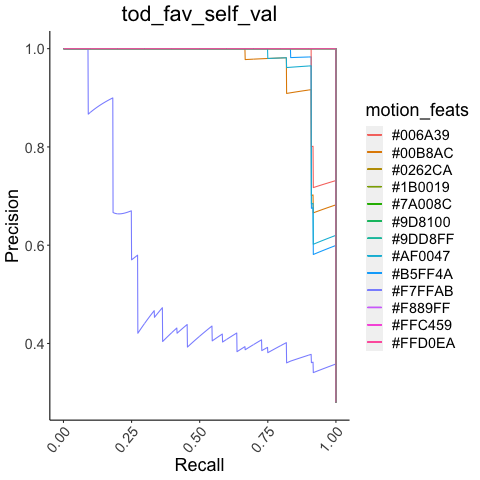 tod_fav_self_val
1.0
0.8
0.6
0.4
Precision
0.00
0.25
0.50
0.75
1.00
Recall
motion_feats
#006A39
#00B8AC
#0262CA
#1B0019
#7A008C
#9D8100
#9DD8FF
#AF0047
#B5FF4A
#F7FFAB
#F889FF
#FFC459
#FFD0EA